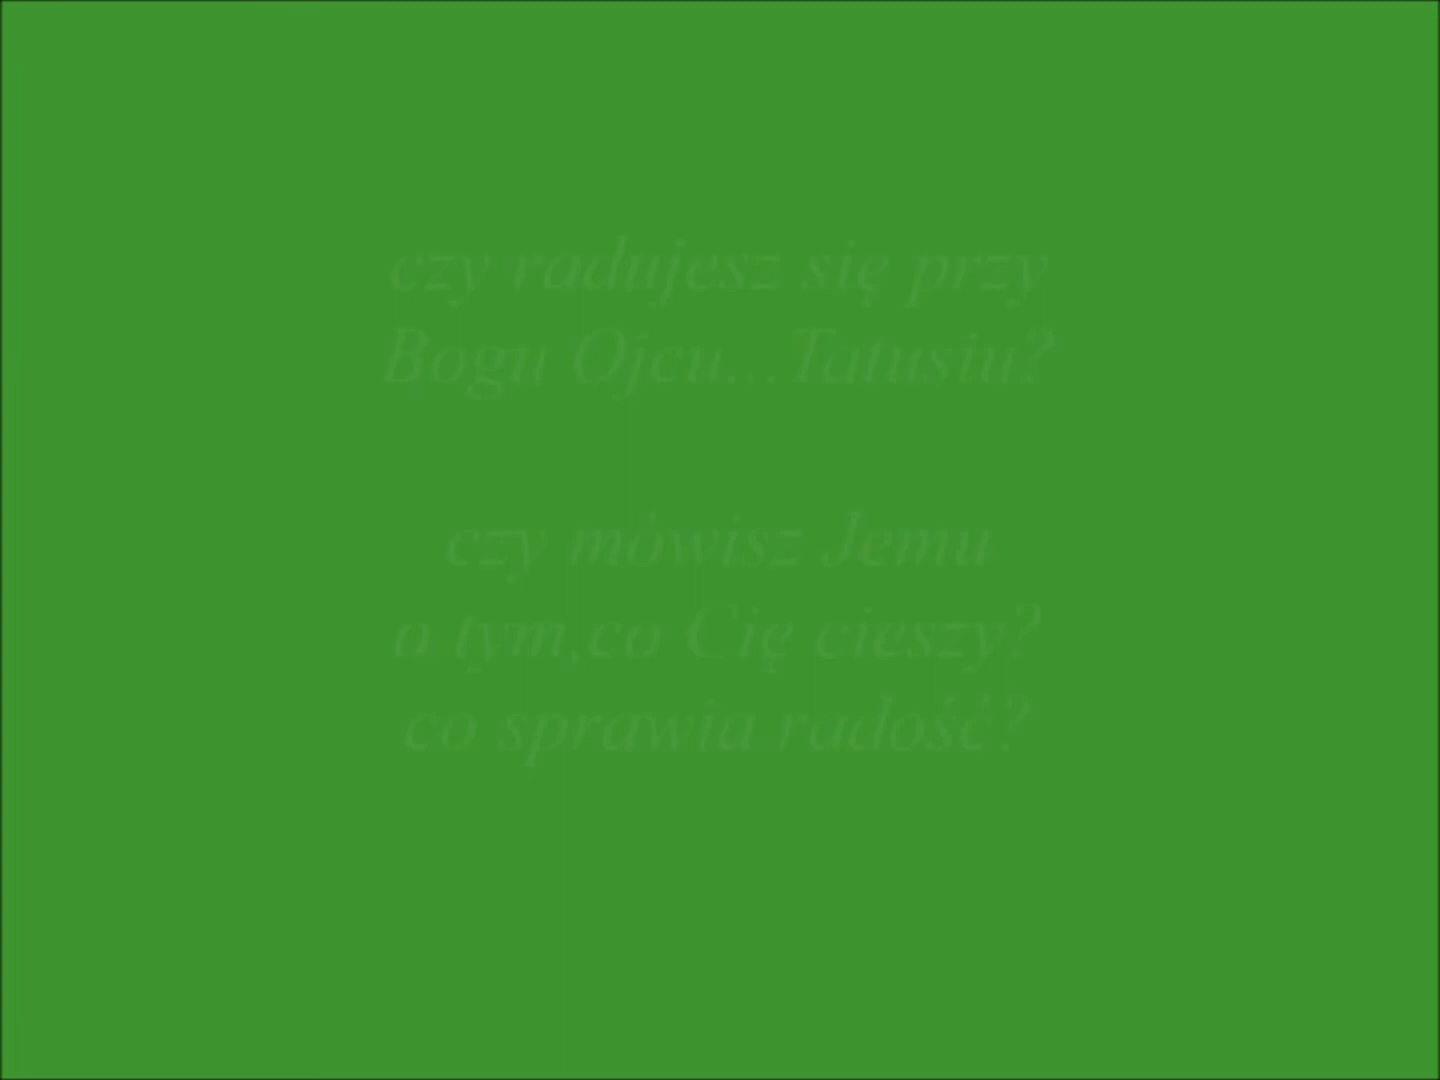 czy radujesz się przy
Bogu Ojcu...Tatusiu?
czy mówisz Jemu
o tym,co Cię cieszy?
co sprawia radość?